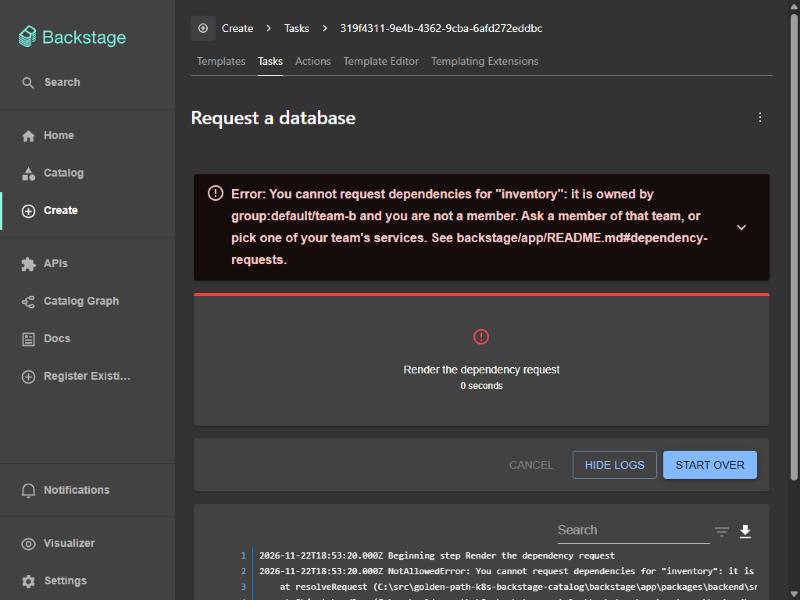 Backstage
Search
Home
Catalog
Create
APIs
Catalog Graph
Docs
Register Existi...
Notifications
Visualizer
Settings
Create > Tasks > 319f4311-9e4b-4362-9cba-6afd272eddbc
Templates Tasks Actions Template Editor Templating Extensions
Request a database
Error: You cannot request dependencies for "inventory": it is owned by
group:default/team-b and you are not a member. Ask a member of that team, or
pick one of your team's services. See backstage/app/README.md#dependency-
requests.
Render the dependency request
0 seconds
CANCEL HIDE LOGS START OVER
Search
1 2026-11-22T18:53:20.000Z Beginning step Render the dependency request
2 2026-11-22T18:53:20.000Z NotAllowedError: You cannot request dependencies for "inventory": it is
3 at resolveRequest (C:\src\golden-path-k8s-backstage-catalog\backstage\app\packages\backend\sr